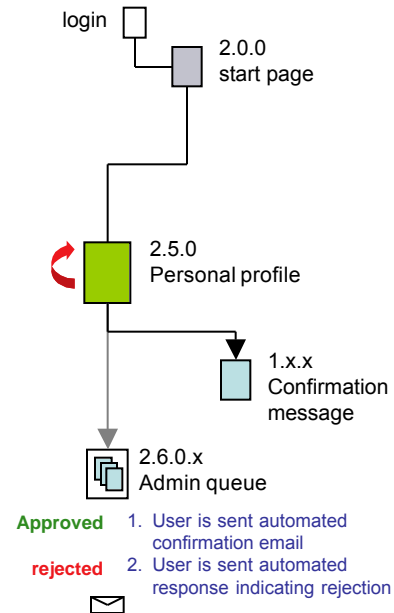 login
2.0.0
start page
2.5.0
Personal profile
1.x.x
Confirmation
message
2.6.0.x
Admin queue
Approved 1. User is sent automated
confirmation email
rejected 2. User is sent automated
response indicating rejection